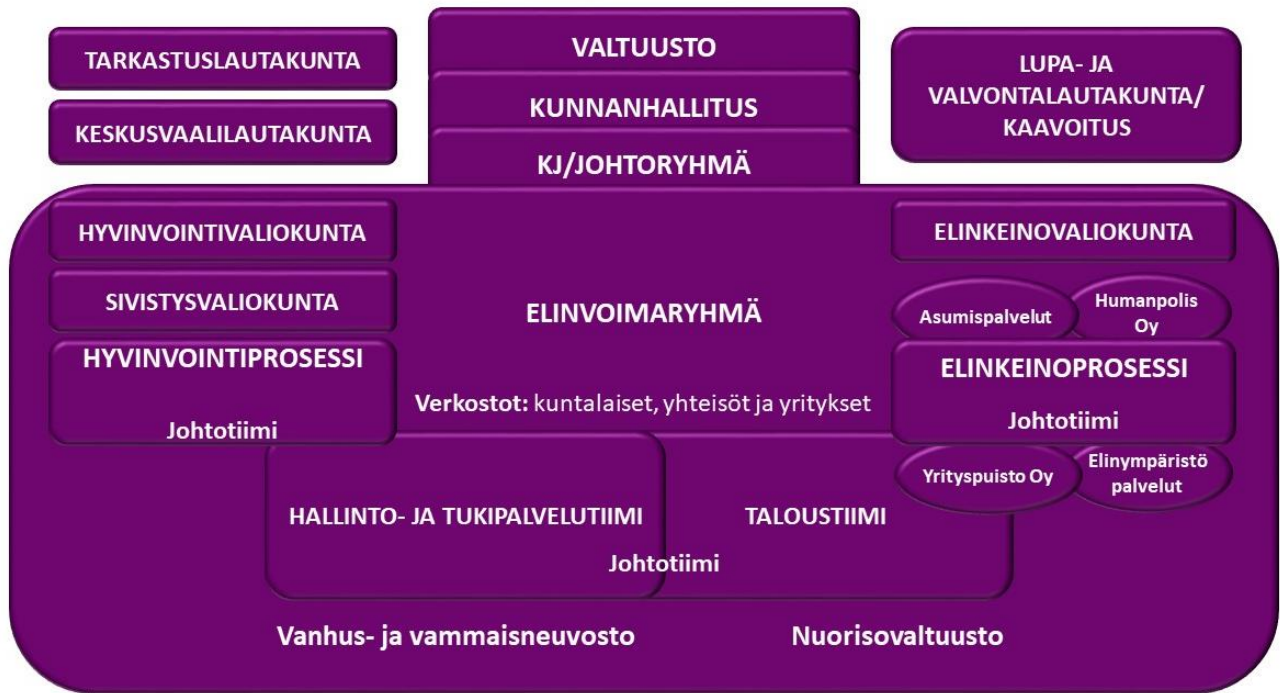 TARKASTUSLAUTAKUNTA
KESKUSVAALILAUTAKUNTA
VALTUUSTO
KUNNANHALLITUS
KJ/JOHTORYHMÄ
LUPA- JA
VALVONTALAUTAKUNTA/
KAAVOITUS
HYVINVOINTIVALIOKUNTA
SIVISTYSVALIOKUNTA
HYVINVOINTIPROSESSI
Johtotiimi
ELINVOIMARYHMÄ
Verkostot: kuntalaiset, yhteisöt ja yritykset
ELINKEINOVALIOKUNTA
Asumispalvelut
Humanpolis
Oy
ELINKEINOPROSESSI
Johtotiimi
Yrityspuisto Oy
Elinympäristö
palvelut
HALLINTO- JA TUKIPALVELUTIIMI
TALOUSTIIMI
Johtotiimi
Vanhus- ja vammaisneuvosto
Nuorisovaltuusto